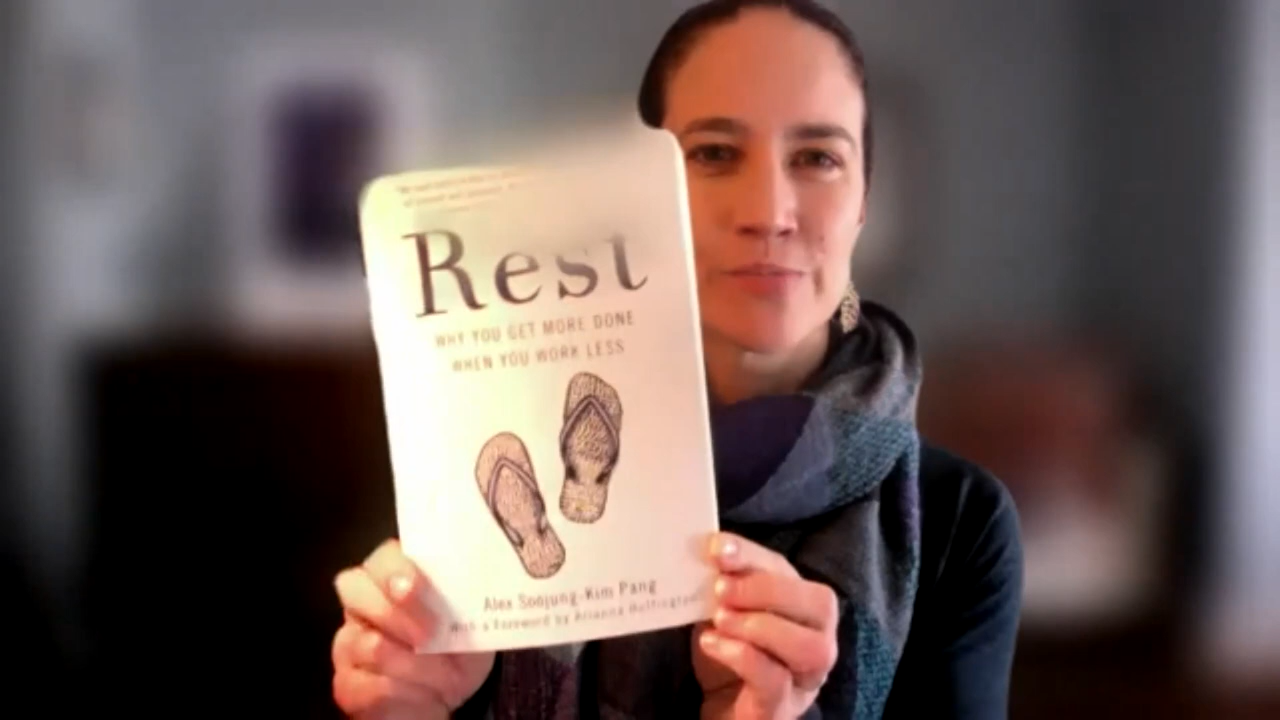 Rest
WHY YOU GET MORE DONE
WHEN YOU WORK LESS
Alex Soojung-Kim Pang
With a Foreword by Arianna Huffington